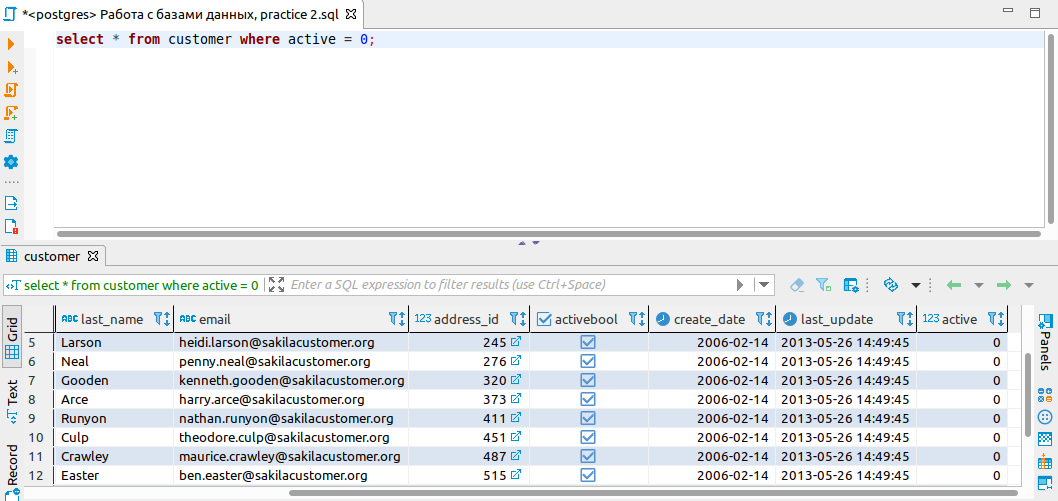 *<postgres> Работа с базами данных, practice 2.sql
select * from customer where active = 0;
customer
select * from customer where active = 0 Enter a SQL expression to filter results (use Ctrl+Space)
Grid
Text
Record
Panels
ABC last_name ABC email 123 address_id activebool create_date last_update 123 active
5 Larson heidi.larson@sakilacustomer.org 245 2006-02-14 2013-05-26 14:49:45 0
6 Neal penny.neal@sakilacustomer.org 276 2006-02-14 2013-05-26 14:49:45 0
7 Gooden kenneth.gooden@sakilacustomer.org 320 2006-02-14 2013-05-26 14:49:45 0
8 Arce harry.arce@sakilacustomer.org 373 2006-02-14 2013-05-26 14:49:45 0
9 Runyon nathan.runyon@sakilacustomer.org 411 2006-02-14 2013-05-26 14:49:45 0
10 Culp theodore.culp@sakilacustomer.org 451 2006-02-14 2013-05-26 14:49:45 0
11 Crawley maurice.crawley@sakilacustomer.org 487 2006-02-14 2013-05-26 14:49:45 0
12 Easter ben.easter@sakilacustomer.org 515 2006-02-14 2013-05-26 14:49:45 0